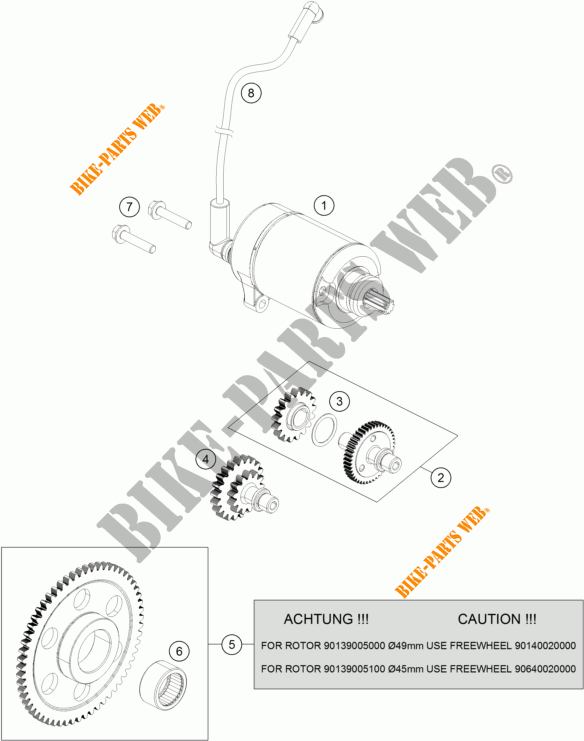 8
BIKE-PARTS WEB®
7
1
BIKE-PARTS WEB®
3
4
2
BIKE-PARTS WEB®
6
5
ACHTUNG !!! CAUTION !!!
FOR ROTOR 90139005000 Ø49mm USE FREEWHEEL 90140020000
FOR ROTOR 90139005100 Ø45mm USE FREEWHEEL 90640020000